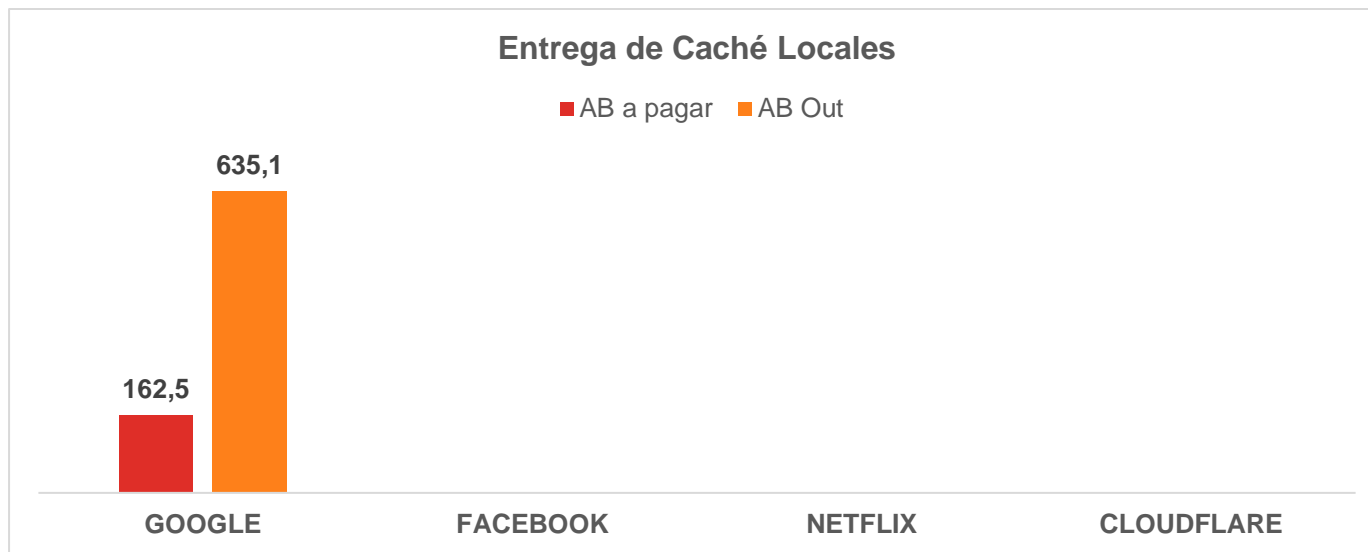 Entrega de Caché Locales
AB a pagar AB Out
635,1
162,5
GOOGLE FACEBOOK NETFLIX CLOUDFLARE